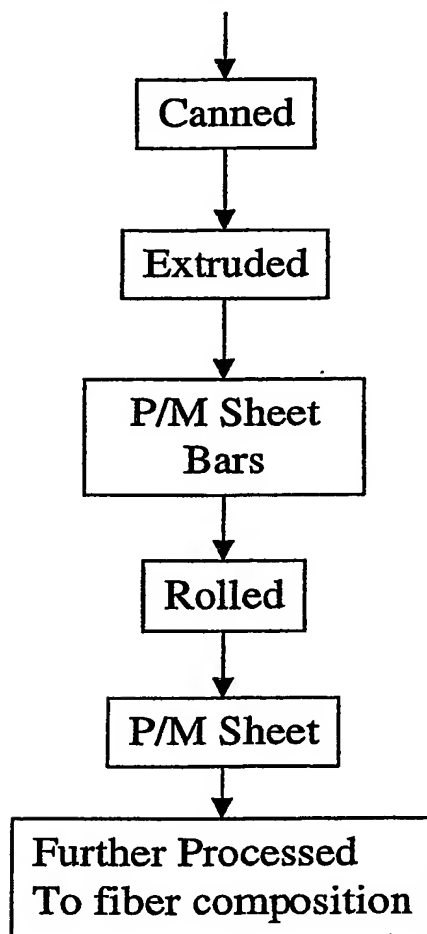 Canned
Extruded
P/M Sheet
Bars
Rolled
P/M Sheet
Further Processed
To fiber composition